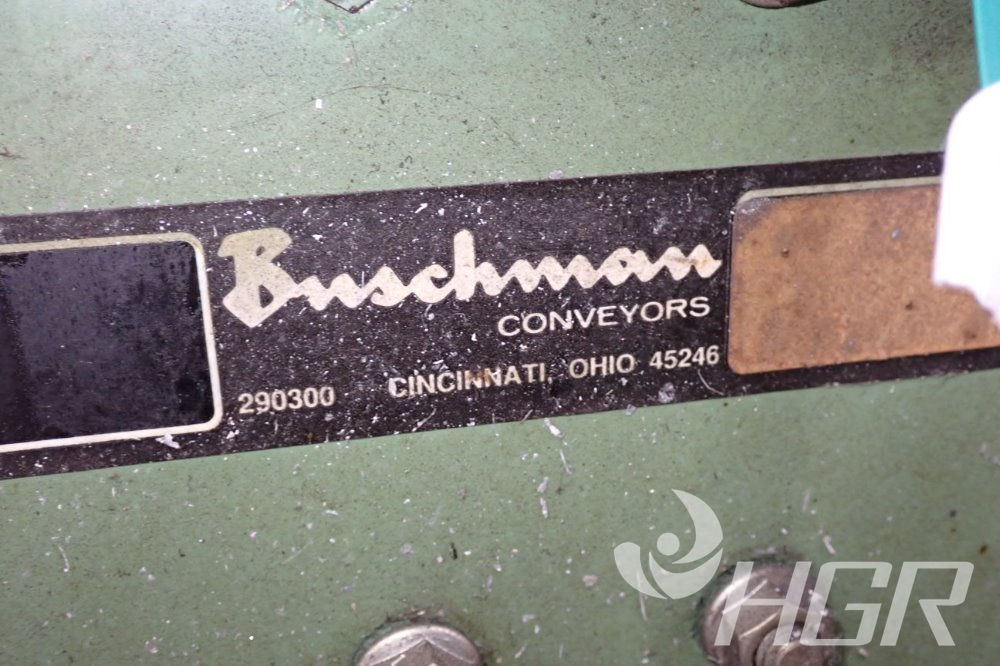 Buschman
CONVEYORS
290300 CINCINNATI, OHIO 45246
HGR